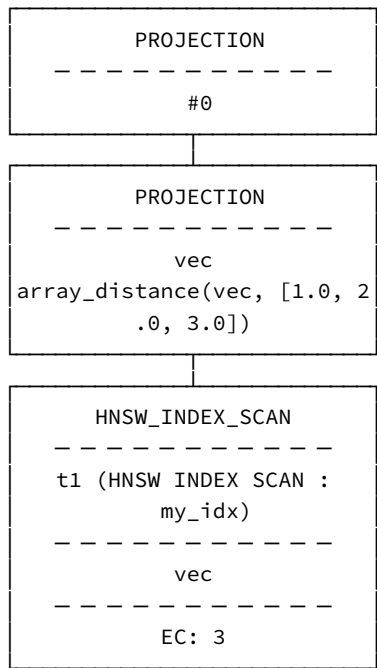 PROJECTION
#0
PROJECTION
vec
array_distance(vec, [1.0, 2
.0, 3.0])
HNSW_INDEX_SCAN
t1 (HNSW INDEX SCAN :
my_idx)
vec
EC: 3